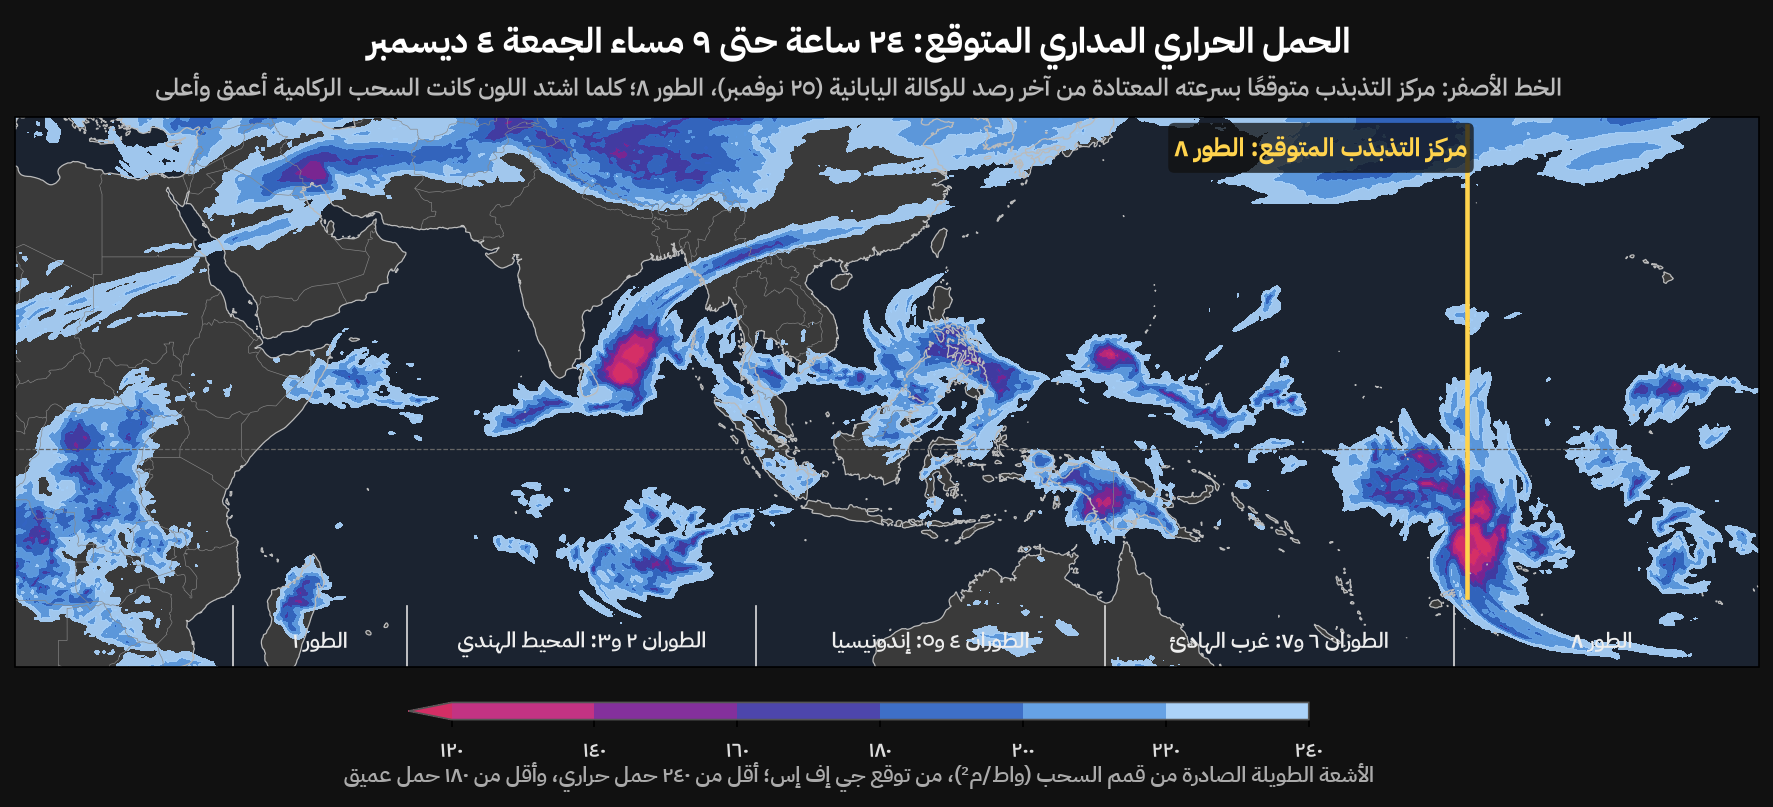 الحمل الحراري المداري المتوقع: ٢٤ ساعة حتى ٩ مساء الجمعة ٤ ديسمبر
الخط الأصفر: مركز التذبذب متوقعًا بسرعته المعتادة من آخر رصد للوكالة اليابانية (٢٥ نوفمبر)، الطور ٨؛ كلما اشتد اللون كانت السحب الركامية أعمق وأعلى
مركز التذبذب المتوقع: الطور ٨
الطور ١
الطوران ٢ و٣: المحيط الهندي
الطوران ٤ و٥: إندونيسيا
الطوران ٦ و٧: غرب الهادئ
الطور ٨
١٢٠ ١٤٠ ١٦٠ ١٨٠ ٢٠٠ ٢٢٠ ٢٤٠
الأشعة الطويلة الصادرة من قمم السحب (واط/م²)، من توقع جي إف إس؛ أقل من ٢٤٠ حمل حراري، وأقل من ١٨٠ حمل عميق